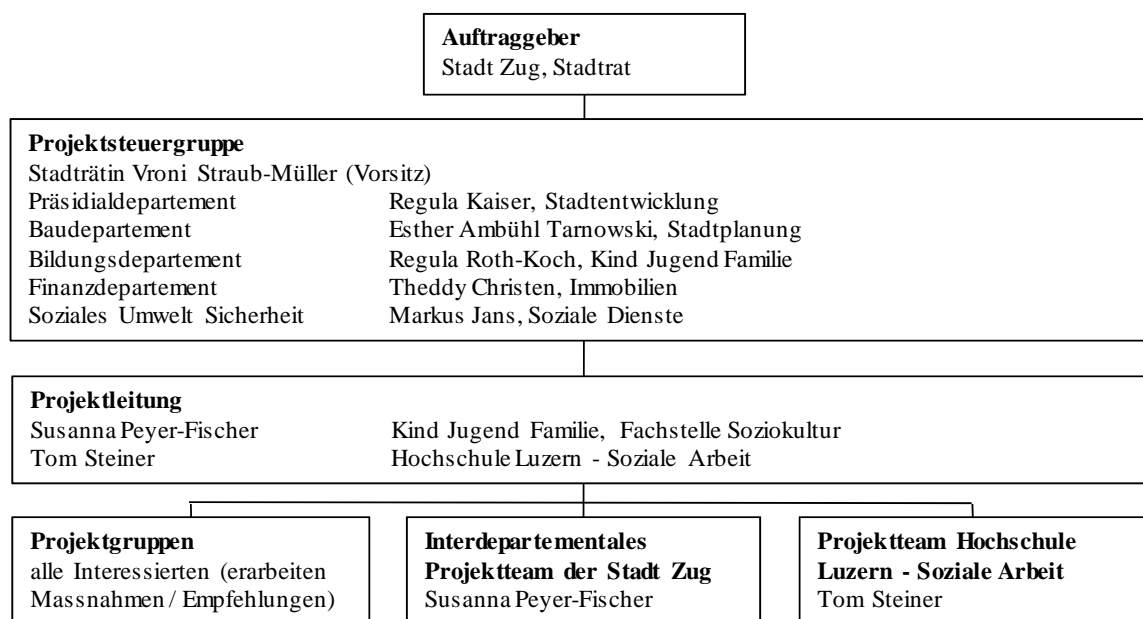 Auftraggeber
Stadt Zug, Stadtrat
Projektsteuergruppe
Stadträtin Vroni Straub-Müller (Vorsitz)
Präsidialdepartement Regula Kaiser, Stadtentwicklung
Baudepartement Esther Ambühl Tarnowski, Stadtplanung
Bildungsdepartement Regula Roth-Koch, Kind Jugend Familie
Finanzdepartement Theddy Christen, Immobilien
Soziales Umwelt Sicherheit Markus Jans, Soziale Dienste
Projektleitung
Susanna Peyer-Fischer Kind Jugend Familie, Fachstelle Soziokultur
Tom Steiner Hochschule Luzern - Soziale Arbeit
Projektgruppen
alle Interessierten (erarbeiten
Massnahmen / Empfehlungen)
Interdepartementales
Projektteam der Stadt Zug
Susanna Peyer-Fischer
Projektteam Hochschule
Luzern - Soziale Arbeit
Tom Steiner